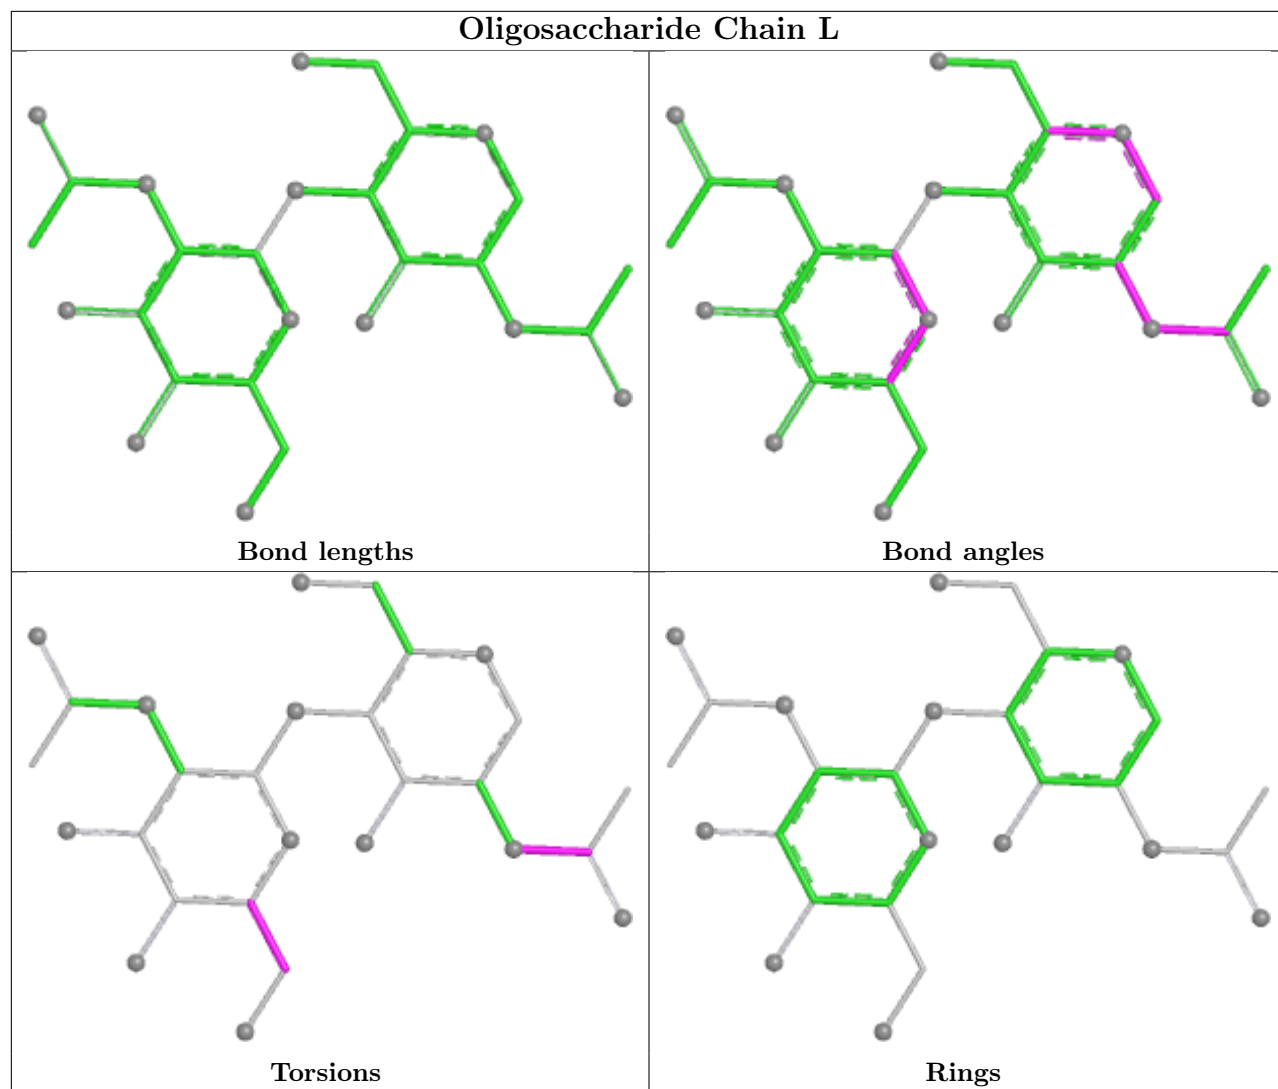 Oligosaccharide Chain L
Bond lengths
Bond angles
Torsions
Rings